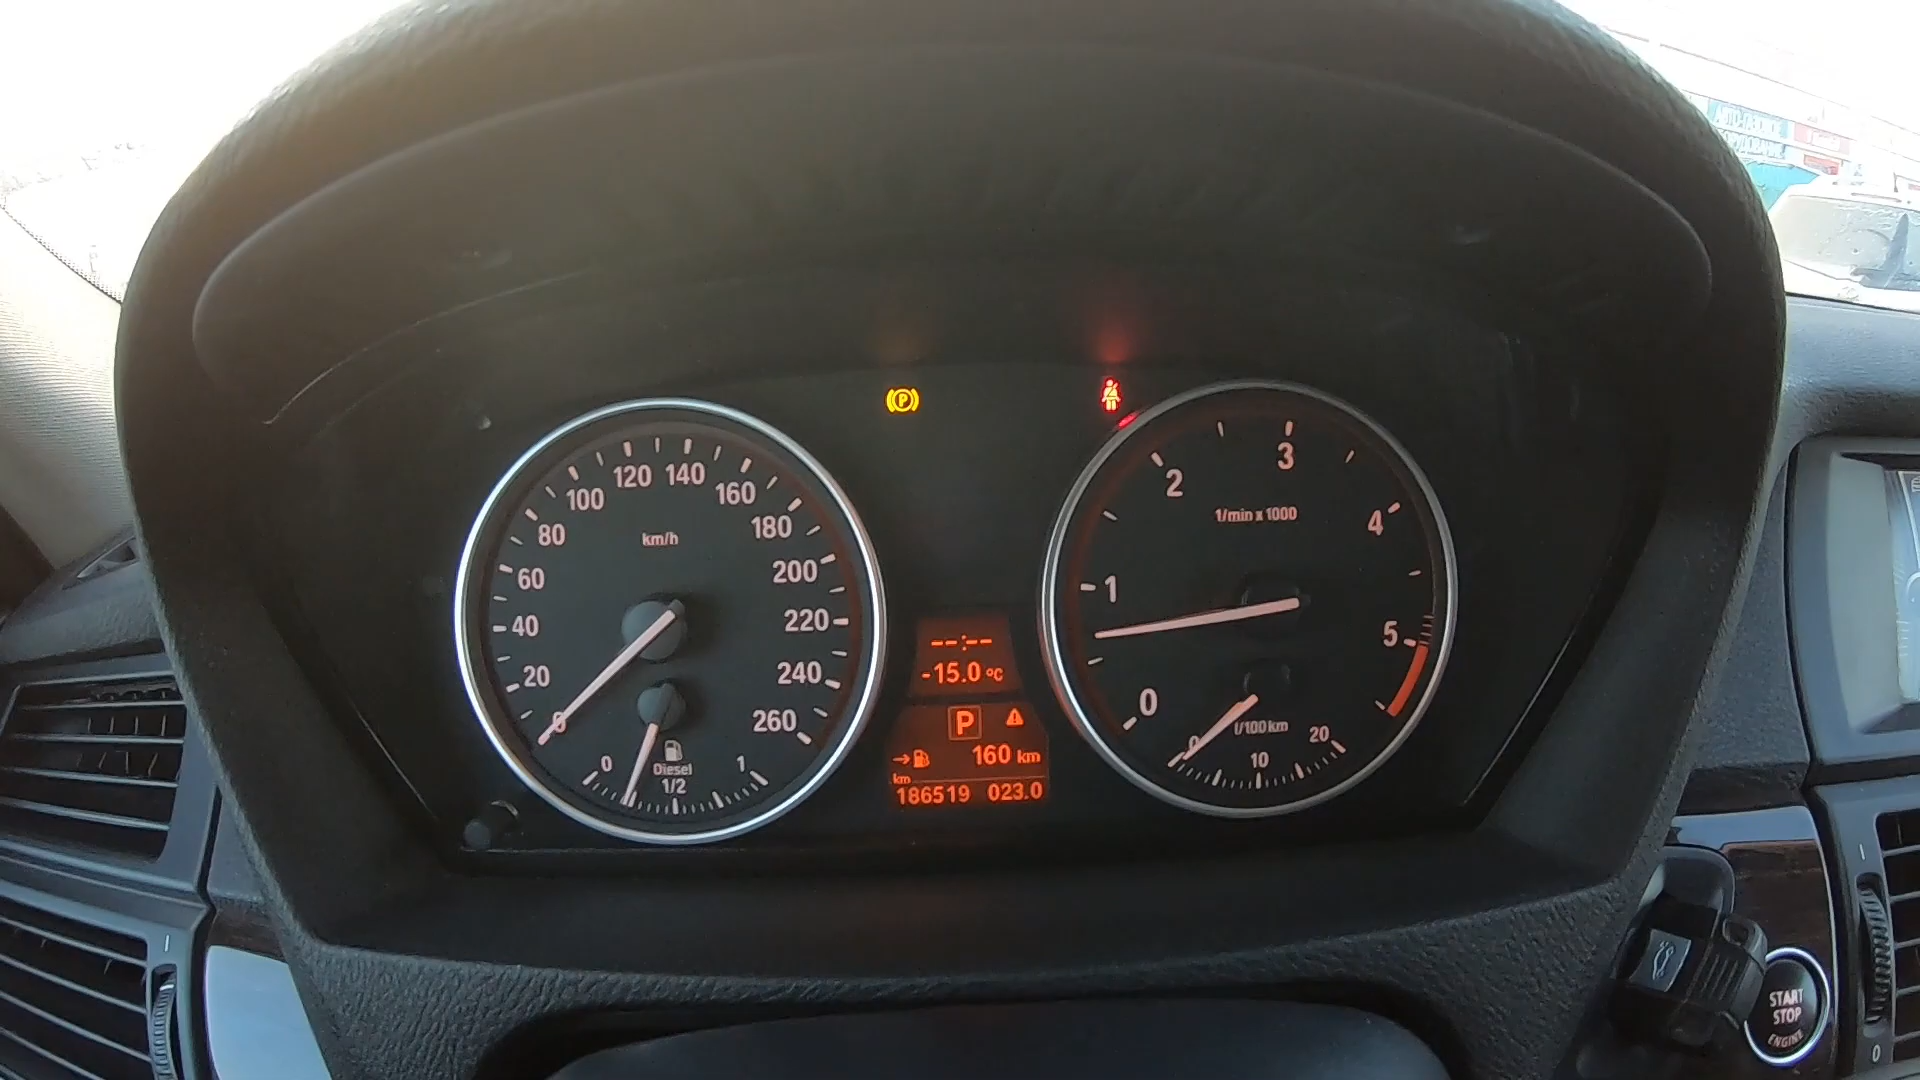 120 140
100 160
80 180
km/h
60 200
40 220
20 240
0 260
0 1
Diesel
1/2
--:--
-15.0 °C
P
160 km
km
186519 023.0
3
2
1/min x 1000
4
1
5
0
l/100 km
0 20
10
START
STOP
ENGINE
I
I
0